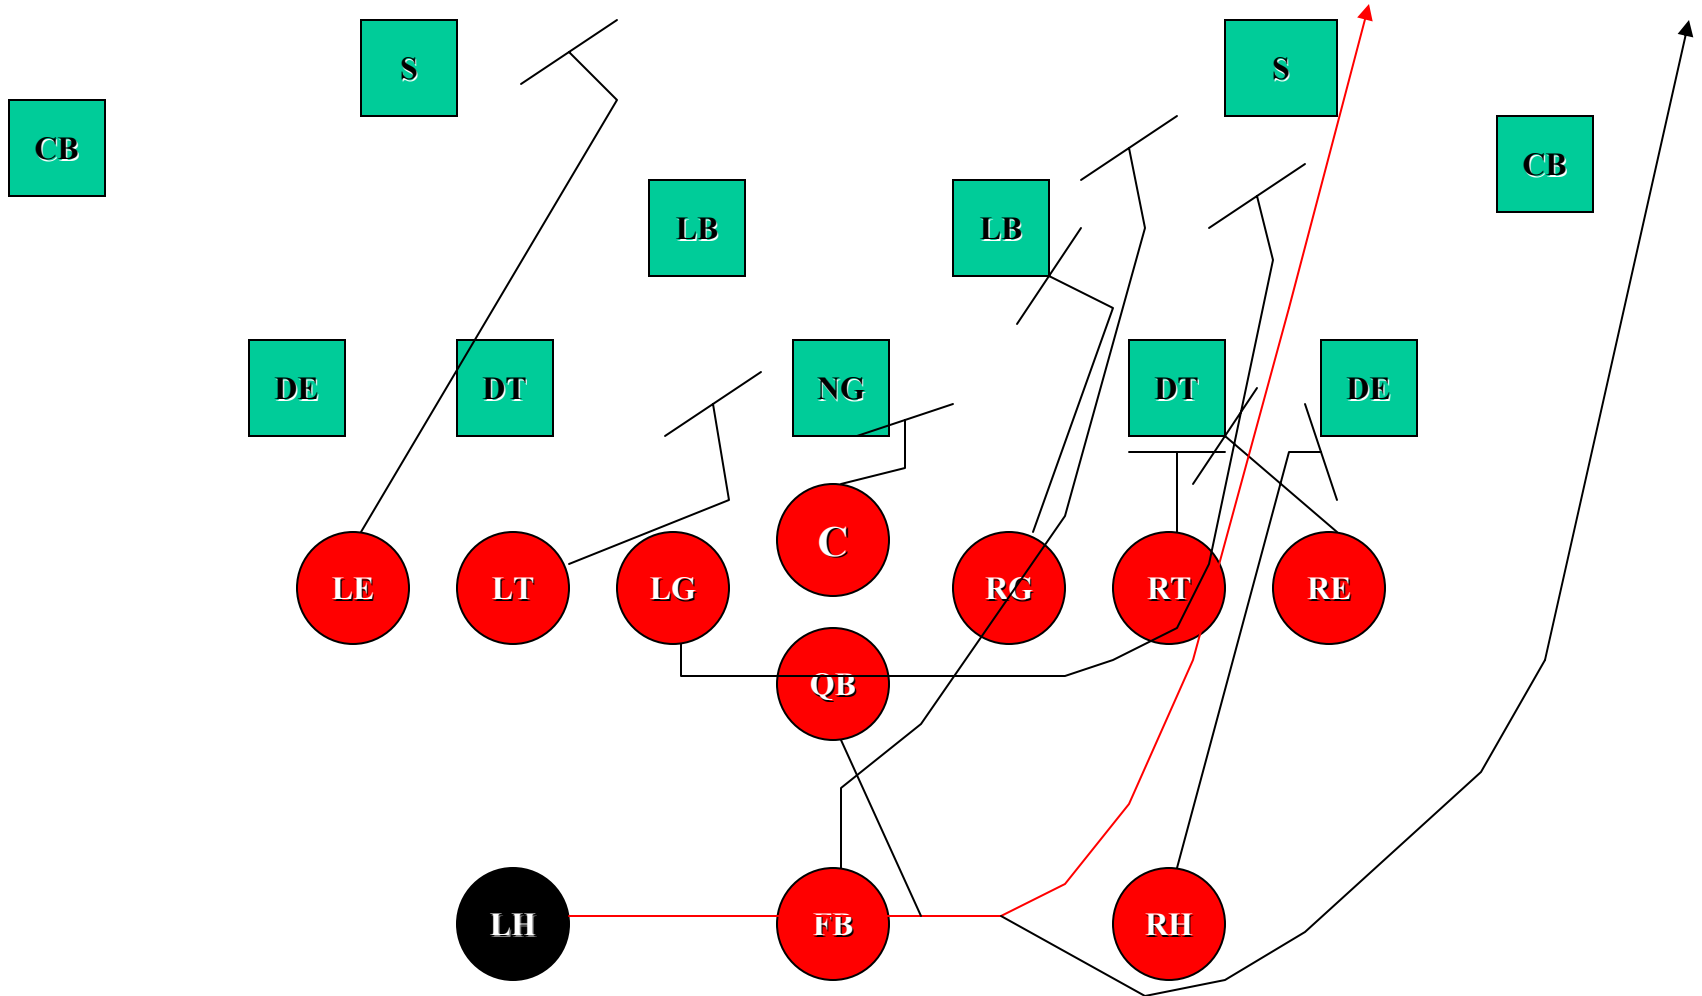 S
S
CB
CB
LB
LB
DE
DT
NG
DT
DE
C
LE
LT
LG
RG
RT
RE
QB
LH
FB
RH